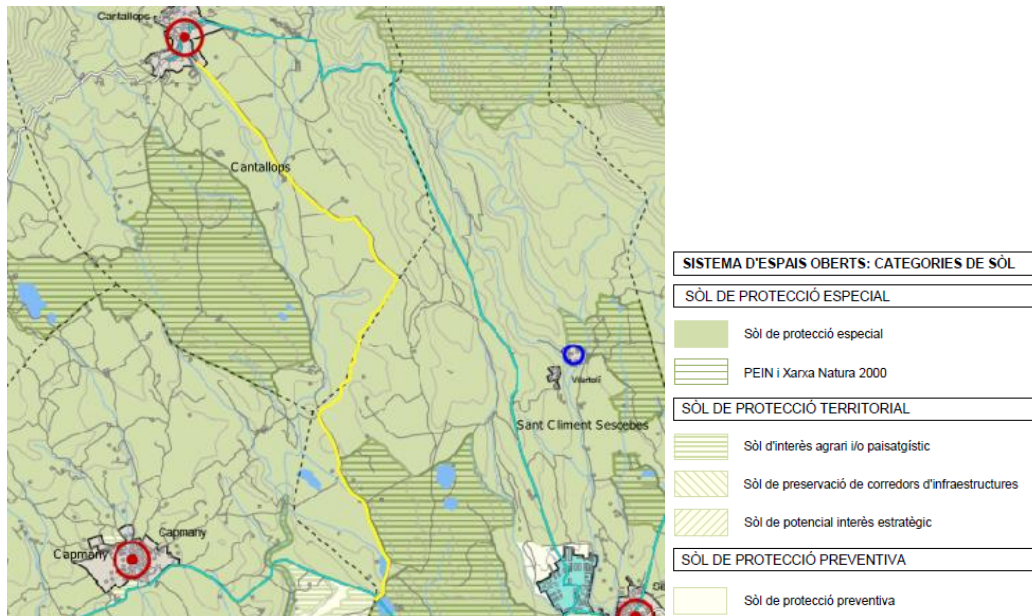 Cantallops
Cantallops
Vilartolí
Sant Climent Sescebes
Capmany
Capmany
SISTEMA D'ESPAIS OBERTS: CATEGORIES DE SÒL
SÒL DE PROTECCIÓ ESPECIAL
Sòl de protecció especial
PEIN i Xarxa Natura 2000
SÒL DE PROTECCIÓ TERRITORIAL
Sòl d'interès agrari i/o paisatgístic
Sòl de preservació de corredors d'infraestructures
Sòl de potencial interès estratègic
SÒL DE PROTECCIÓ PREVENTIVA
Sòl de protecció preventiva